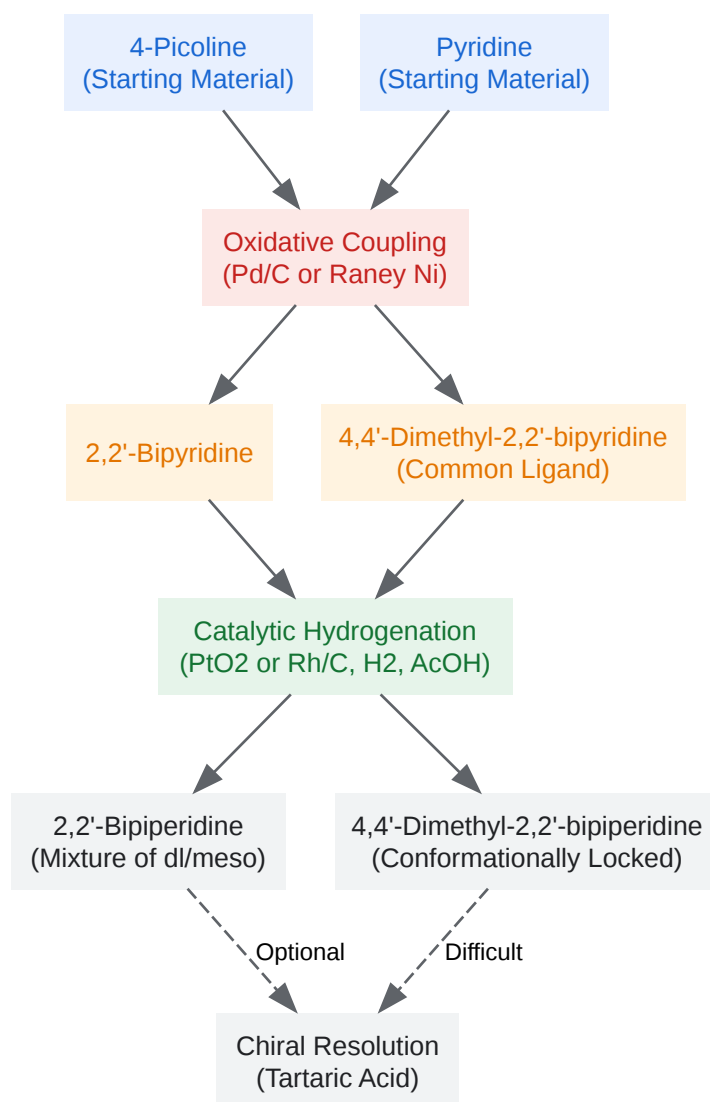 4-Picoline
(Starting Material)
Pyridine
(Starting Material)
Oxidative Coupling
(Pd/C or Raney Ni)
2,2'-Bipyridine
4,4'-Dimethyl-2,2'-bipyridine
(Common Ligand)
Catalytic Hydrogenation
(PtO2 or Rh/C, H2, AcOH)
2,2'-Bipiperidine
(Mixture of dl/meso)
4,4'-Dimethyl-2,2'-bipiperidine
(Conformationally Locked)
Optional
Difficult
Chiral Resolution
(Tartaric Acid)